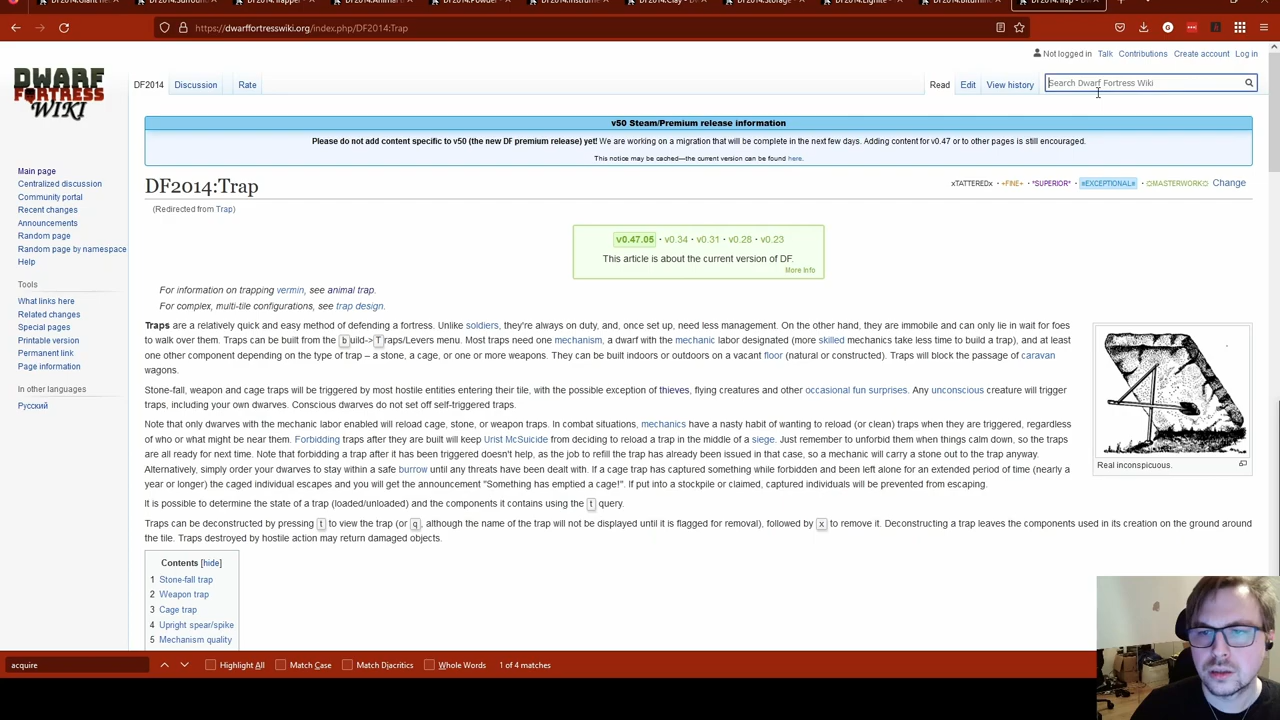 https://dwarffortresswiki.org/index.php/DF2014:Trap
Not logged in Talk Contributions Create account Log in
DWARF
FORTRESS
WIKI
DF2014 Discussion Rate
Read Edit View history
Search Dwarf Fortress Wiki
v50 Steam/Premium release information
Please do not add content specific to v50 (the new DF premium release) yet! We are working on a migration that will be complete in the next few days. Adding content for v0.47 or to other pages is still encouraged.
This notice may be cached—the current version can be found here.
Main page
Centralized discussion
Community portal
Recent changes
Announcements
Random page
Random page by namespace
Help
Tools
What links here
Related changes
Special pages
Printable version
Permanent link
Page information
In other languages
Русский
DF2014:Trap
xTATTEREDx · +FINE+ · *SUPERIOR* · ≡EXCEPTIONAL≡ · ☼MASTERWORK☼ Change
(Redirected from Trap)
v0.47.05 · v0.34 · v0.31 · v0.28 · v0.23
This article is about the current version of DF.
More Info
For information on trapping vermin, see animal trap.
For complex, multi-tile configurations, see trap design.
Traps are a relatively quick and easy method of defending a fortress. Unlike soldiers, they're always on duty, and, once set up, need less management. On the other hand, they are immobile and can only lie in wait for foes
to walk over them. Traps can be built from the build->Traps/Levers menu. Most traps need one mechanism, a dwarf with the mechanic labor designated (more skilled mechanics take less time to build a trap), and at least
one other component depending on the type of trap – a stone, a cage, or one or more weapons. They can be built indoors or outdoors on a vacant floor (natural or constructed). Traps will block the passage of caravan
wagons.
Stone-fall, weapon and cage traps will be triggered by most hostile entities entering their tile, with the possible exception of thieves, flying creatures and other occasional fun surprises. Any unconscious creature will trigger
traps, including your own dwarves. Conscious dwarves do not set off self-triggered traps.
Note that only dwarves with the mechanic labor enabled will reload cage, stone, or weapon traps. In combat situations, mechanics have a nasty habit of wanting to reload (or clean) traps when they are triggered, regardless
of who or what might be near them. Forbidding traps after they are built will keep Urist McSuicide from deciding to reload a trap in the middle of a siege. Just remember to unforbid them when things calm down, so the traps
are all ready for next time. Note that forbidding a trap after it has been triggered doesn't help, as the job to refill the trap has already been issued in that case, so a mechanic will carry a stone out to the trap anyway.
Alternatively, simply order your dwarves to stay within a safe burrow until any threats have been dealt with. If a cage trap has captured something while forbidden and been left alone for an extended period of time (nearly a
year or longer) the caged individual escapes and you will get the announcement "Something has emptied a cage!". If put into a stockpile or claimed, captured individuals will be prevented from escaping.
It is possible to determine the state of a trap (loaded/unloaded) and the components it contains using the t query.
Traps can be deconstructed by pressing t to view the trap (or q, although the name of the trap will not be displayed until it is flagged for removal), followed by x to remove it. Deconstructing a trap leaves the components used in its creation on the ground around
the tile. Traps destroyed by hostile action may return damaged objects.
Real inconspicuous.
Contents [hide]
1 Stone-fall trap
2 Weapon trap
3 Cage trap
4 Upright spear/spike
5 Mechanism quality
acquire
Highlight All Match Case Match Diacritics Whole Words 1 of 4 matches